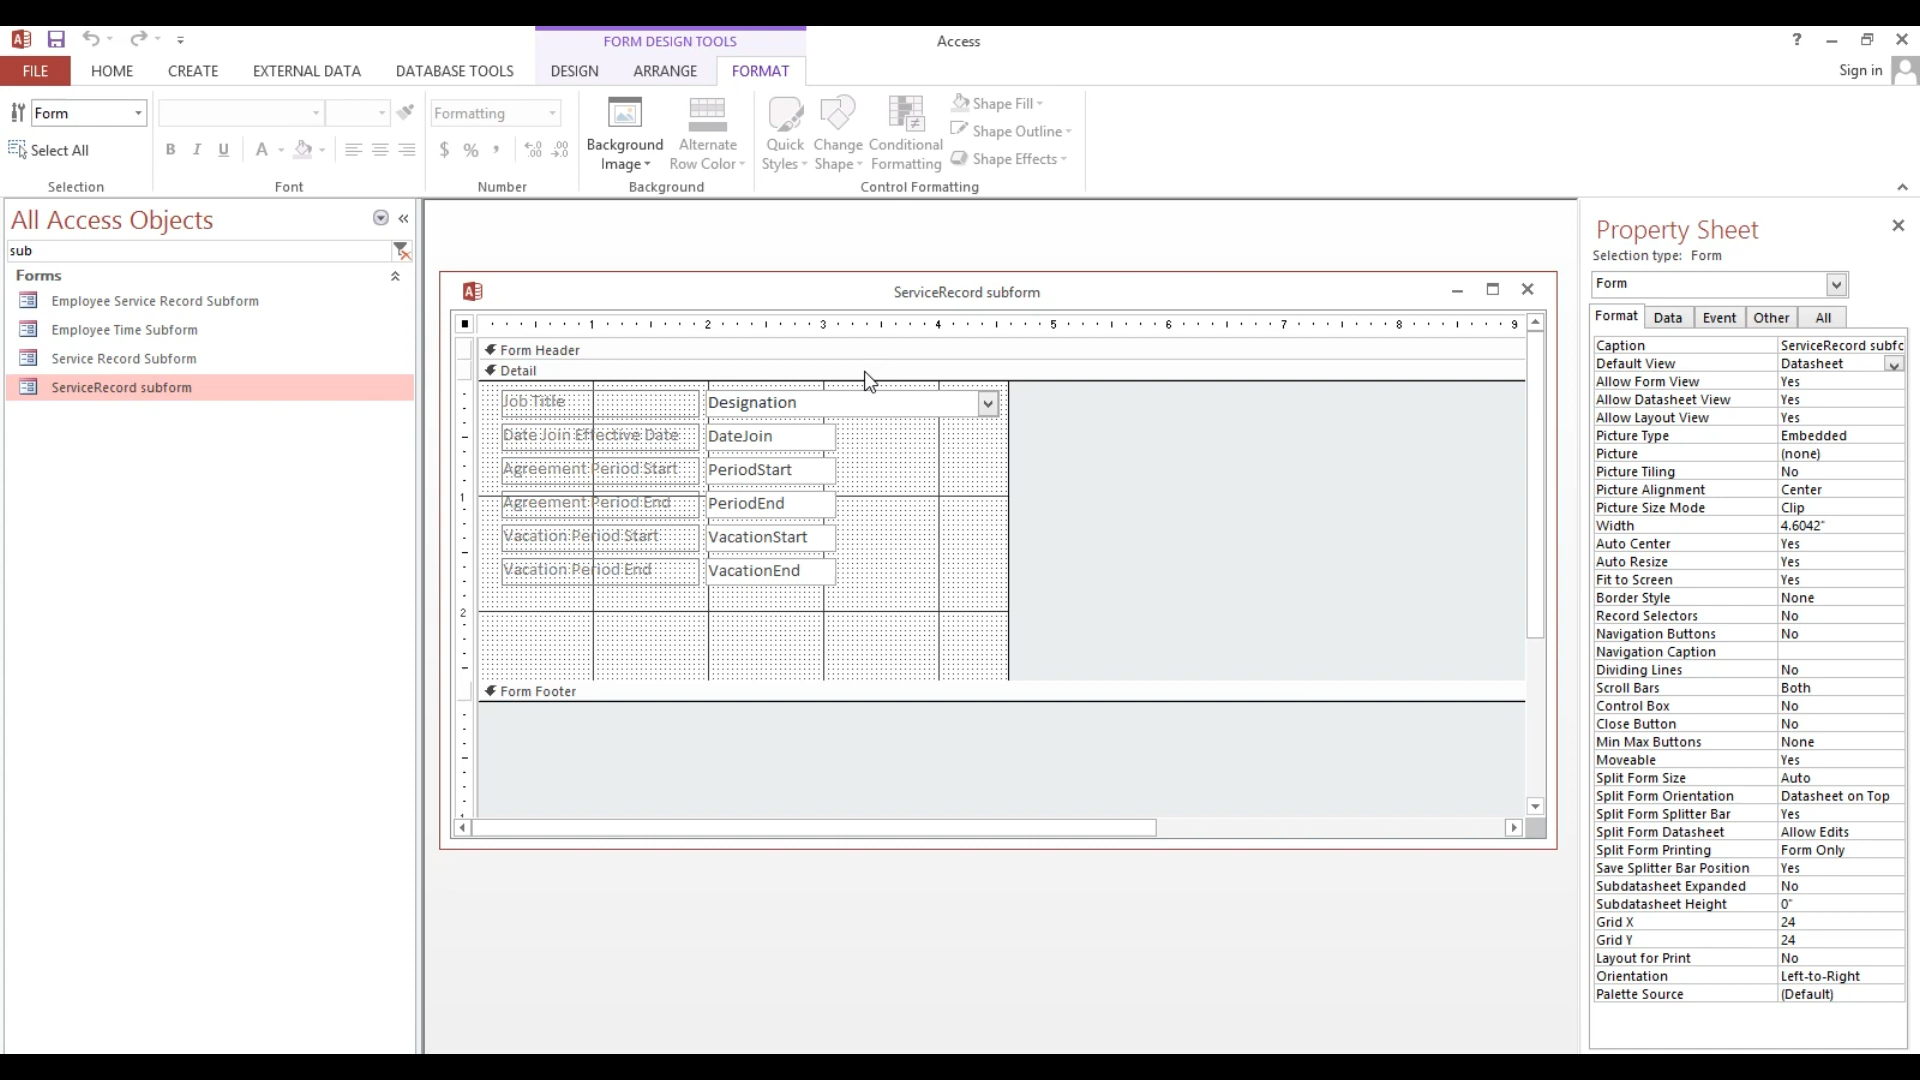 FORM DESIGN TOOLS
Access
?
FILE
HOME
CREATE
EXTERNAL DATA
DATABASE TOOLS
DESIGN
ARRANGE
FORMAT
Sign in
Form
Select All
Selection
B I U A
Font
Formatting
$ % ,
Number
Background Image
Alternate Row Color
Background
Quick Styles
Change Shape
Conditional Formatting
Shape Fill
Shape Outline
Shape Effects
Control Formatting
All Access Objects
sub
Forms
Employee Service Record Subform
Employee Time Subform
Service Record Subform
ServiceRecord subform
ServiceRecord subform
1 2 3 4 5 6 7 8 9
Form Header
Detail
Job Title Designation
Date Join Effective Date DateJoin
Agreement Period Start PeriodStart
1
Agreement Period End PeriodEnd
Vacation Period Start VacationStart
Vacation Period End VacationEnd
2
Form Footer
1
Property Sheet
Selection type: Form
Form
Format Data Event Other All
Caption ServiceRecord subfc
Default View Datasheet
Allow Form View Yes
Allow Datasheet View Yes
Allow Layout View Yes
Picture Type Embedded
Picture (none)
Picture Tiling No
Picture Alignment Center
Picture Size Mode Clip
Width 4.6042"
Auto Center Yes
Auto Resize Yes
Fit to Screen Yes
Border Style None
Record Selectors No
Navigation Buttons No
Navigation Caption
Dividing Lines No
Scroll Bars Both
Control Box No
Close Button No
Min Max Buttons None
Moveable Yes
Split Form Size Auto
Split Form Orientation Datasheet on Top
Split Form Splitter Bar Yes
Split Form Datasheet Allow Edits
Split Form Printing Form Only
Save Splitter Bar Position Yes
Subdatasheet Expanded No
Subdatasheet Height 0"
Grid X 24
Grid Y 24
Layout for Print No
Orientation Left-to-Right
Palette Source (Default)